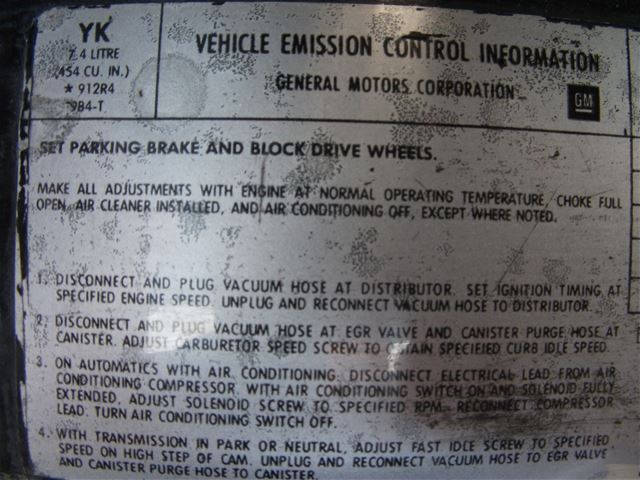 YK
7.4 LITRE
(454 CU. IN.)
★ 912R4
9B4-T
VEHICLE EMISSION CONTROL INFORMATION
GENERAL MOTORS CORPORATION
GM
SET PARKING BRAKE AND BLOCK DRIVE WHEELS.
MAKE ALL ADJUSTMENTS WITH ENGINE AT NORMAL OPERATING TEMPERATURE, CHOKE FULL
OPEN, AIR CLEANER INSTALLED, AND AIR CONDITIONING OFF, EXCEPT WHERE NOTED.
1. DISCONNECT AND PLUG VACUUM HOSE AT DISTRIBUTOR. SET IGNITION TIMING AT
SPECIFIED ENGINE SPEED. UNPLUG AND RECONNECT VACUUM HOSE TO DISTRIBUTOR.
2. DISCONNECT AND PLUG VACUUM HOSE AT EGR VALVE AND CANISTER PURGE HOSE AT
CANISTER. ADJUST CARBURETOR SPEED SCREW TO OBTAIN SPECIFIED CURB IDLE SPEED.
3. ON AUTOMATICS WITH AIR CONDITIONING. DISCONNECT ELECTRICAL LEAD FROM AIR
CONDITIONING COMPRESSOR. WITH AIR CONDITIONING SWITCH ON AND SOLENOID FULLY
EXTENDED, ADJUST SOLENOID SCREW TO SPECIFIED RPM. RECONNECT COMPRESSOR
LEAD. TURN AIR CONDITIONING SWITCH OFF.
4. WITH TRANSMISSION IN PARK OR NEUTRAL, ADJUST FAST IDLE SCREW TO SPECIFIED
SPEED ON HIGH STEP OF CAM. UNPLUG AND RECONNECT VACUUM HOSE TO EGR VALVE
AND CANISTER PURGE HOSE TO CANISTER.